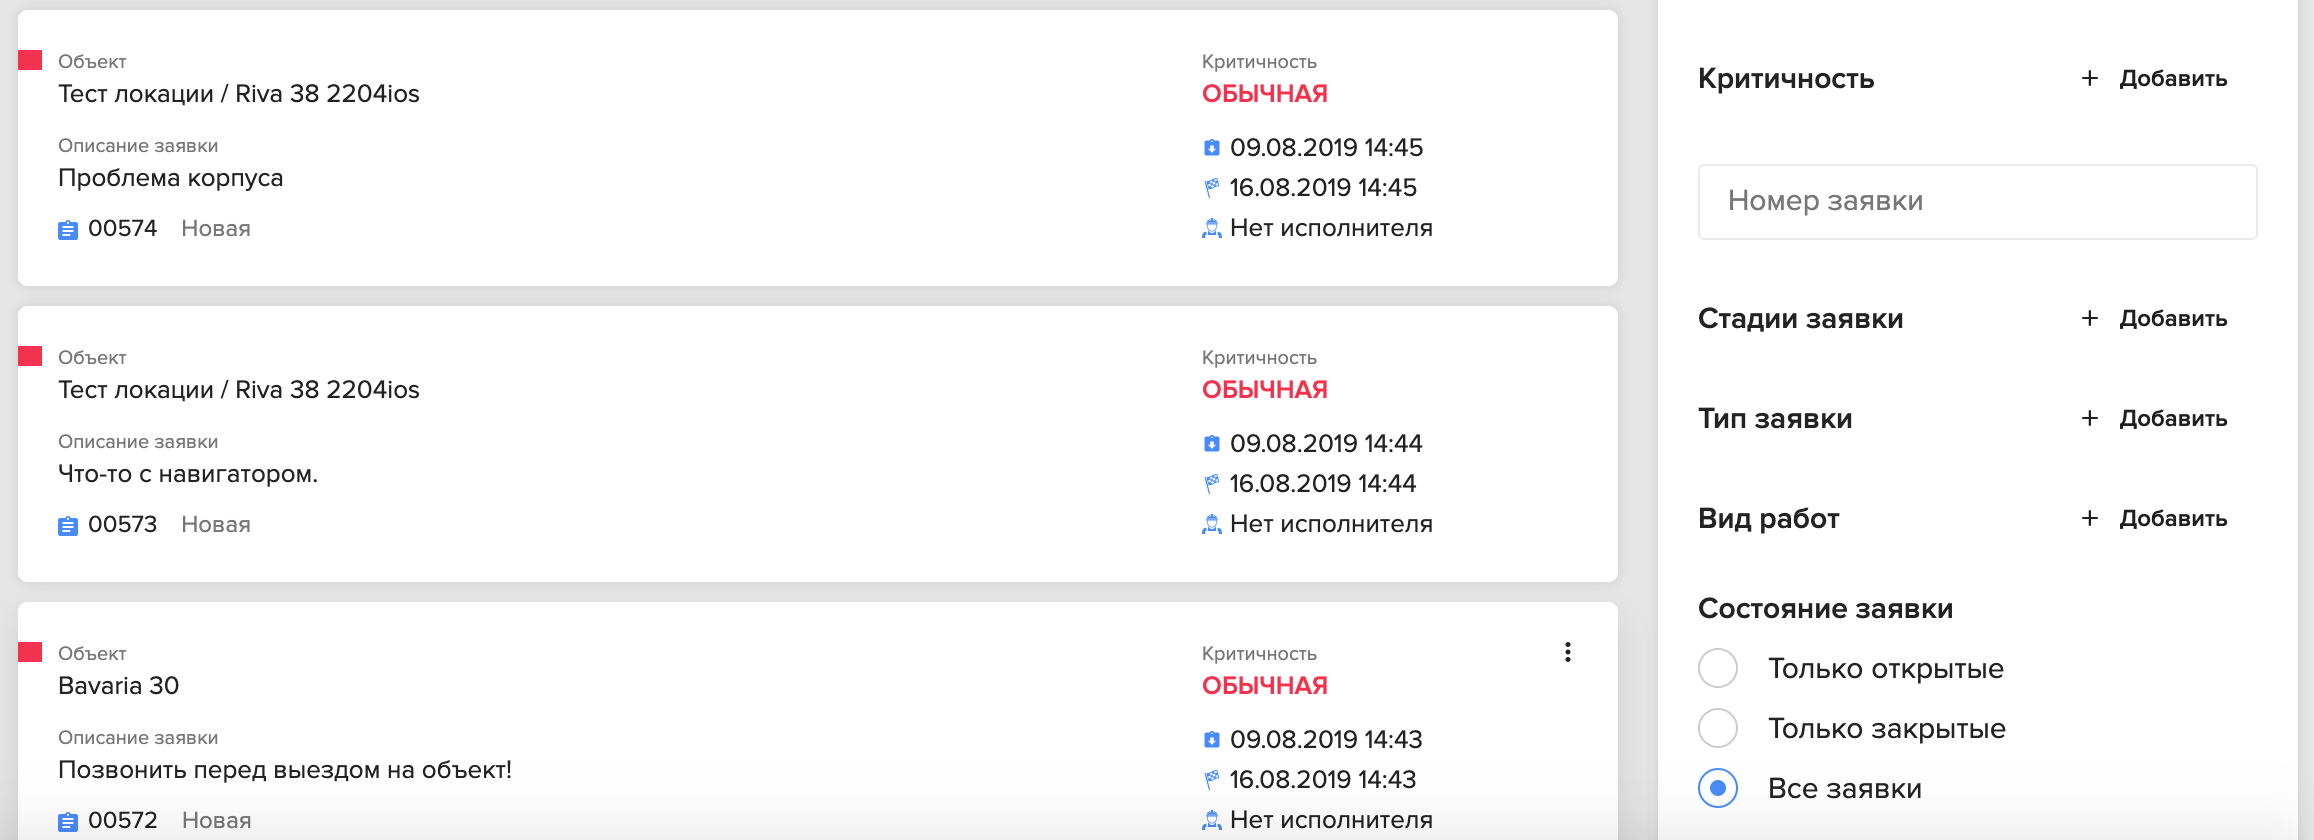 Объект
Тест локации / Riva 38 2204ios
Описание заявки
Проблема корпуса
00574 Новая
Критичность
ОБЫЧНАЯ
09.08.2019 14:45
16.08.2019 14:45
Нет исполнителя
Объект
Тест локации / Riva 38 2204ios
Описание заявки
Что-то с навигатором.
00573 Новая
Критичность
ОБЫЧНАЯ
09.08.2019 14:44
16.08.2019 14:44
Нет исполнителя
Объект
Bavaria 30
Описание заявки
Позвонить перед выездом на объект!
00572 Новая
Критичность
ОБЫЧНАЯ
09.08.2019 14:43
16.08.2019 14:43
Нет исполнителя
Критичность + Добавить
Номер заявки
Стадии заявки + Добавить
Тип заявки + Добавить
Вид работ + Добавить
Состояние заявки
Только открытые
Только закрытые
Все заявки